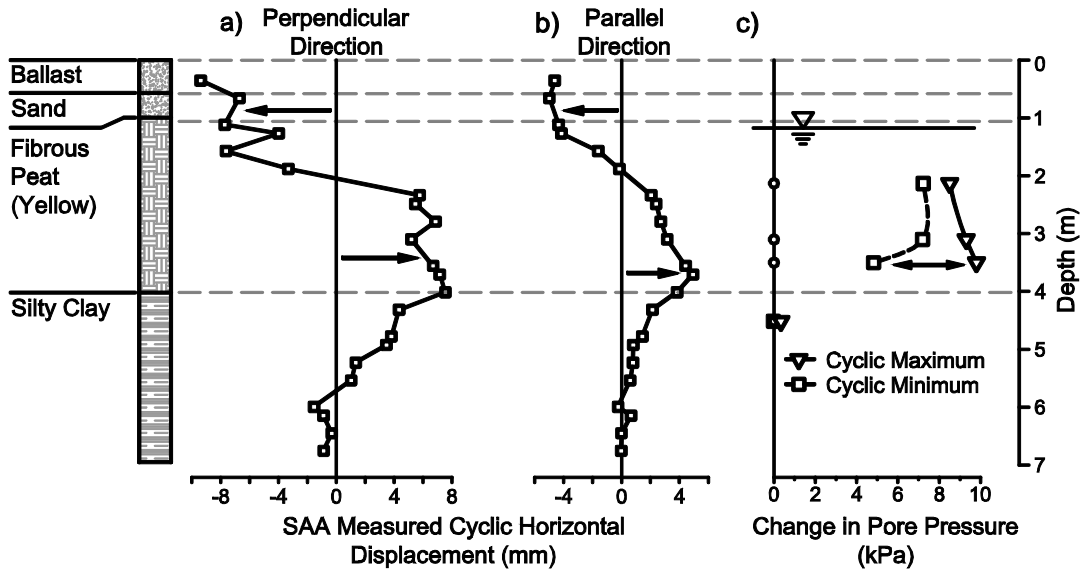 a) Perpendicular Direction
b) Parallel Direction
c)
Ballast
Sand
Fibrous
Peat
(Yellow)
Silty Clay
0
1
2
3
4
5
6
7
Depth (m)
Cyclic Maximum
Cyclic Minimum
-8 -4 0 4 8
-4 0 4
0 2 4 6 8 10
SAA Measured Cyclic Horizontal
Displacement (mm)
Change in Pore Pressure
(kPa)